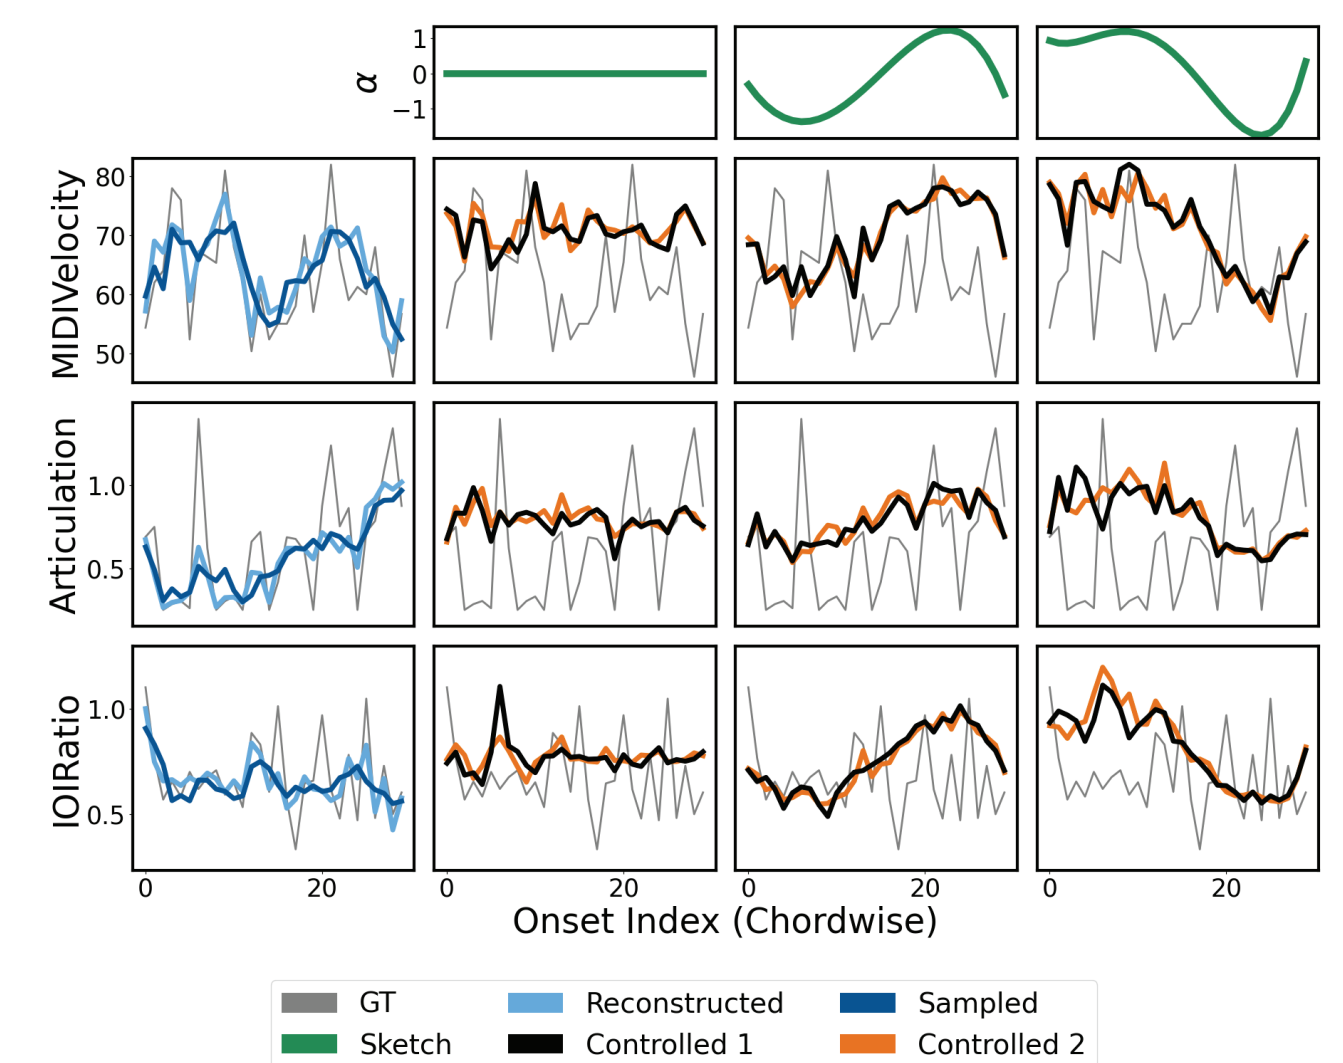 α
1
0
−1
MIDIVelocity
80
70
60
50
Articulation
1.0
0.5
IOIRatio
1.0
0.5
0 20 0 20 0 20 0 20
Onset Index (Chordwise)
GT Reconstructed Sampled
Sketch Controlled 1 Controlled 2